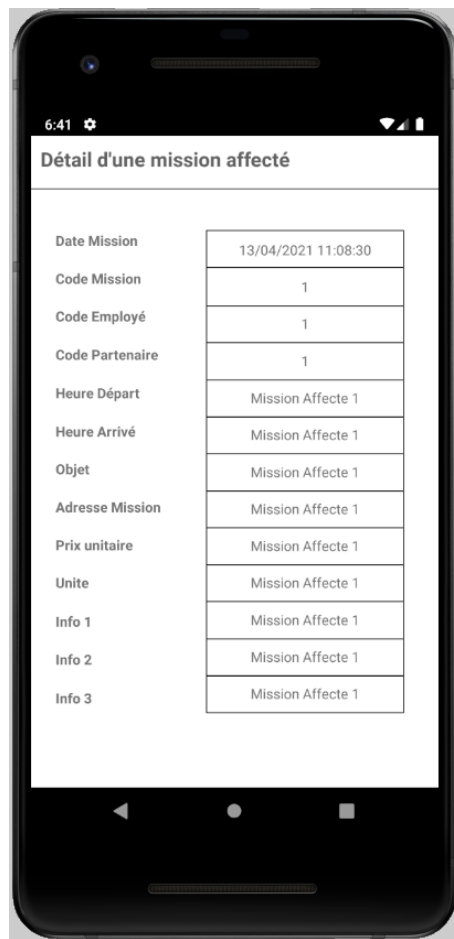 6:41
Détail d'une mission affecté
Date Mission 13/04/2021 11:08:30
Code Mission 1
Code Employé 1
Code Partenaire 1
Heure Départ Mission Affecte 1
Heure Arrivé Mission Affecte 1
Objet Mission Affecte 1
Adresse Mission Mission Affecte 1
Prix unitaire Mission Affecte 1
Unite Mission Affecte 1
Info 1 Mission Affecte 1
Info 2 Mission Affecte 1
Info 3 Mission Affecte 1